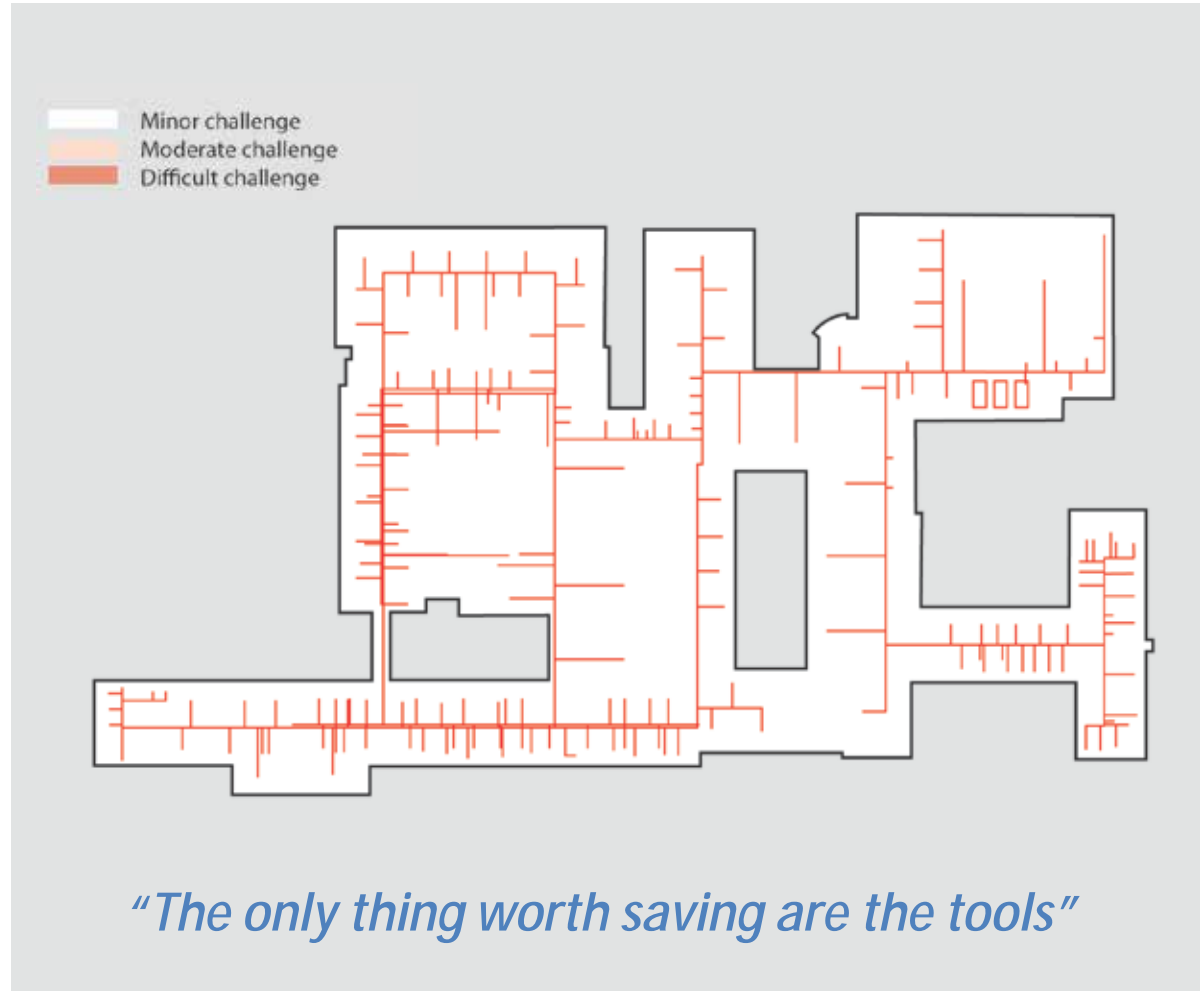 Minor challenge
Moderate challenge
Difficult challenge
“The only thing worth saving are the tools”